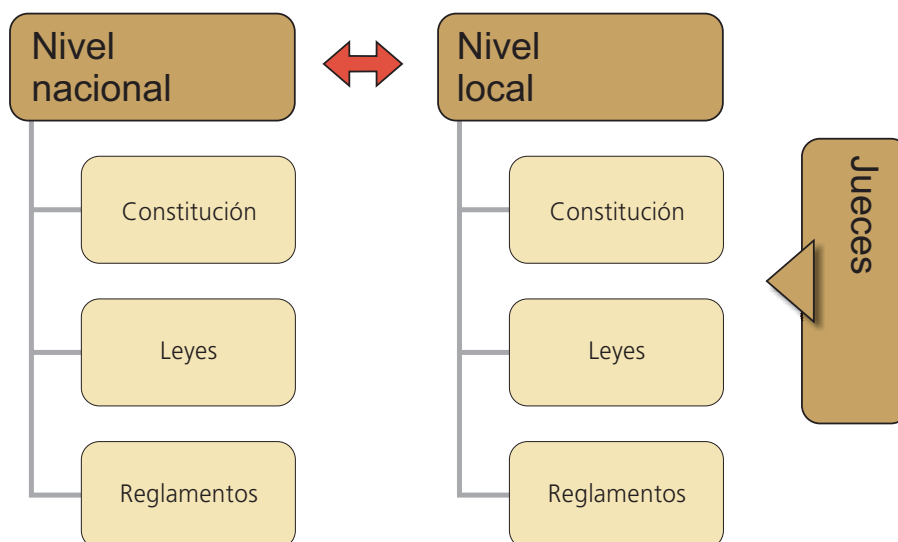 Nivel
nacional
Constitución
Leyes
Reglamentos
Nivel
local
Constitución
Leyes
Reglamentos
Jueces